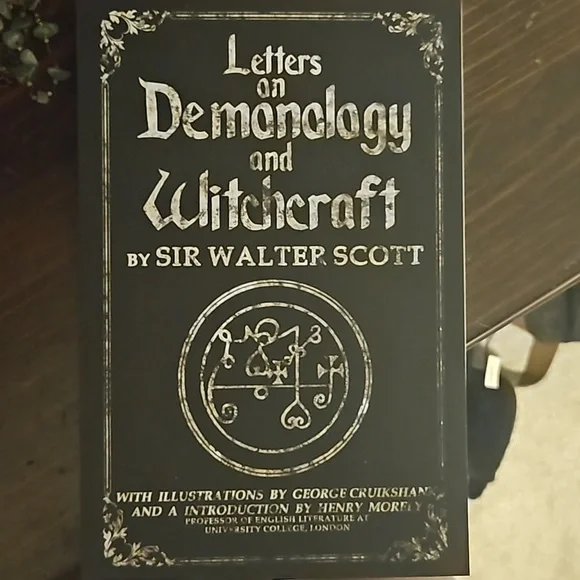 Letters
on
Demonology
and
Witchcraft
BY SIR WALTER SCOTT
WITH ILLUSTRATIONS BY GEORGE CRUIKSHANK
AND A INTRODUCTION BY HENRY MORLEY
PROFESSOR OF ENGLISH LITERATURE AT
UNIVERSITY COLLEGE, LONDON